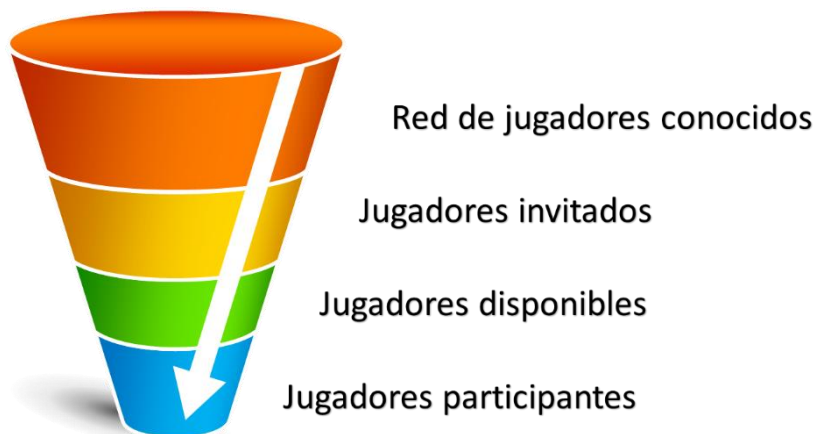 Red de jugadores conocidos
Jugadores invitados
Jugadores disponibles
Jugadores participantes